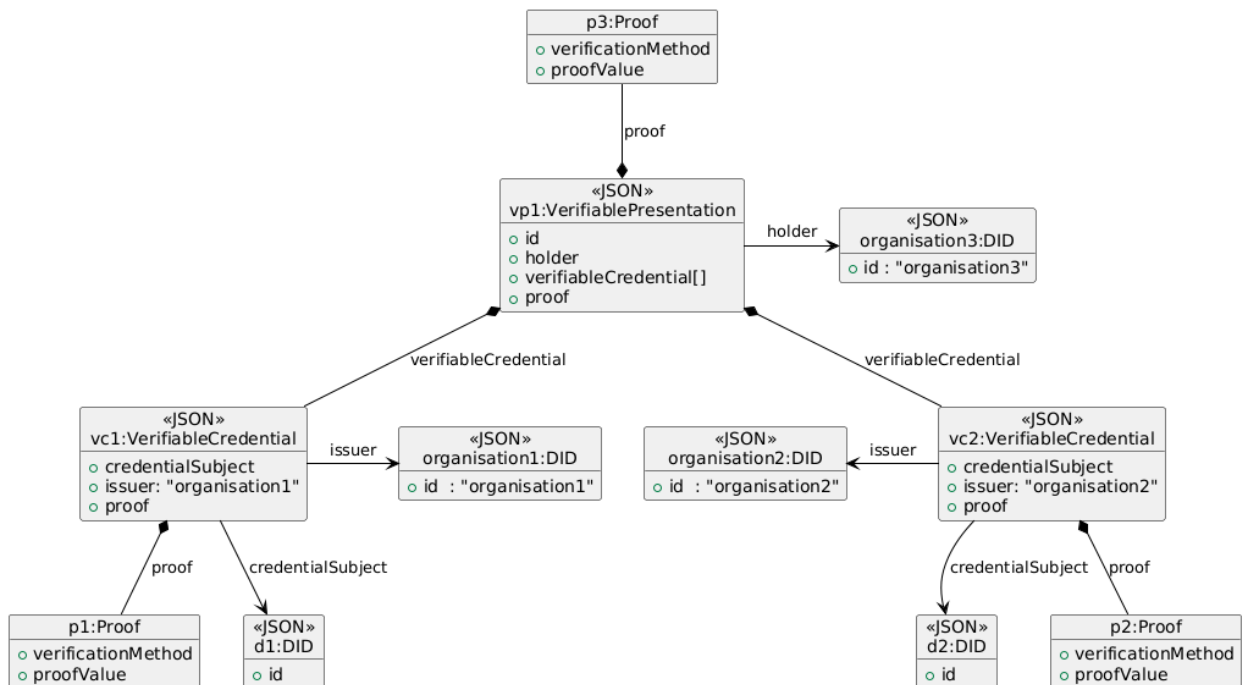 p3:Proof
verificationMethod
proofValue
proof
«JSON»
vp1:VerifiablePresentation
id
holder
verifiableCredential[]
proof
holder
«JSON»
organisation3:DID
id : "organisation3"
verifiableCredential
verifiableCredential
«JSON»
vc1:VerifiableCredential
credentialSubject
issuer: "organisation1"
proof
issuer
«JSON»
organisation1:DID
id : "organisation1"
«JSON»
organisation2:DID
id : "organisation2"
issuer
«JSON»
vc2:VerifiableCredential
credentialSubject
issuer: "organisation2"
proof
proof
credentialSubject
credentialSubject
proof
p1:Proof
verificationMethod
proofValue
«JSON»
d1:DID
id
«JSON»
d2:DID
id
p2:Proof
verificationMethod
proofValue